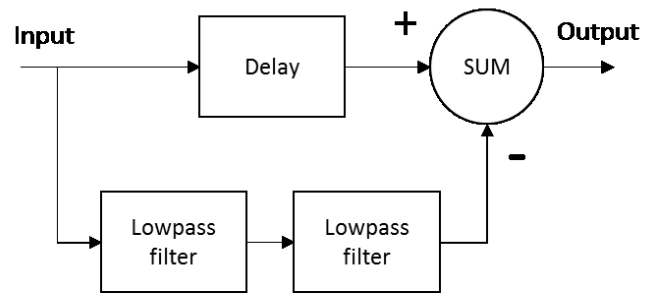 Input
Delay
+
SUM
Output
-
Lowpass
filter
Lowpass
filter